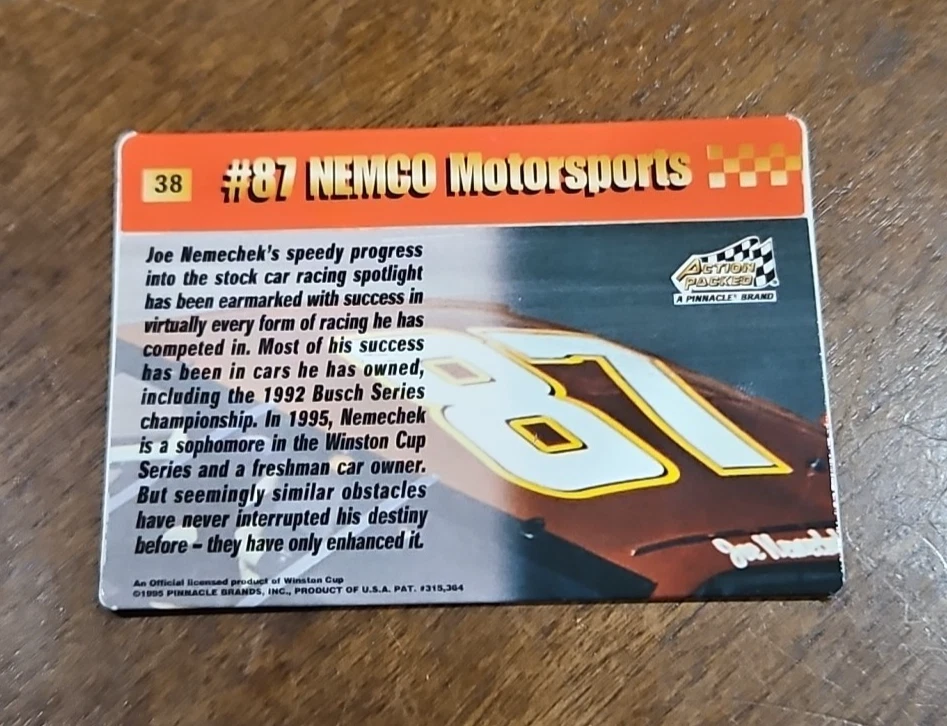 38 #87 NEMCO Motorsports
Joe Nemechek's speedy progress
into the stock car racing spotlight
has been earmarked with success in
virtually every form of racing he has
competed in. Most of his success
has been in cars he has owned,
including the 1992 Busch Series
championship. In 1995, Nemechek
is a sophomore in the Winston Cup
Series and a freshman car owner.
But seemingly similar obstacles
have never interrupted his destiny
before – they have only enhanced it.
ACTION
PACKED
A PINNACLE® BRAND
87
Joe Nemechek
An Official licensed product of Winston Cup
©1995 PINNACLE BRANDS, INC., PRODUCT OF U.S.A. PAT. #315,364